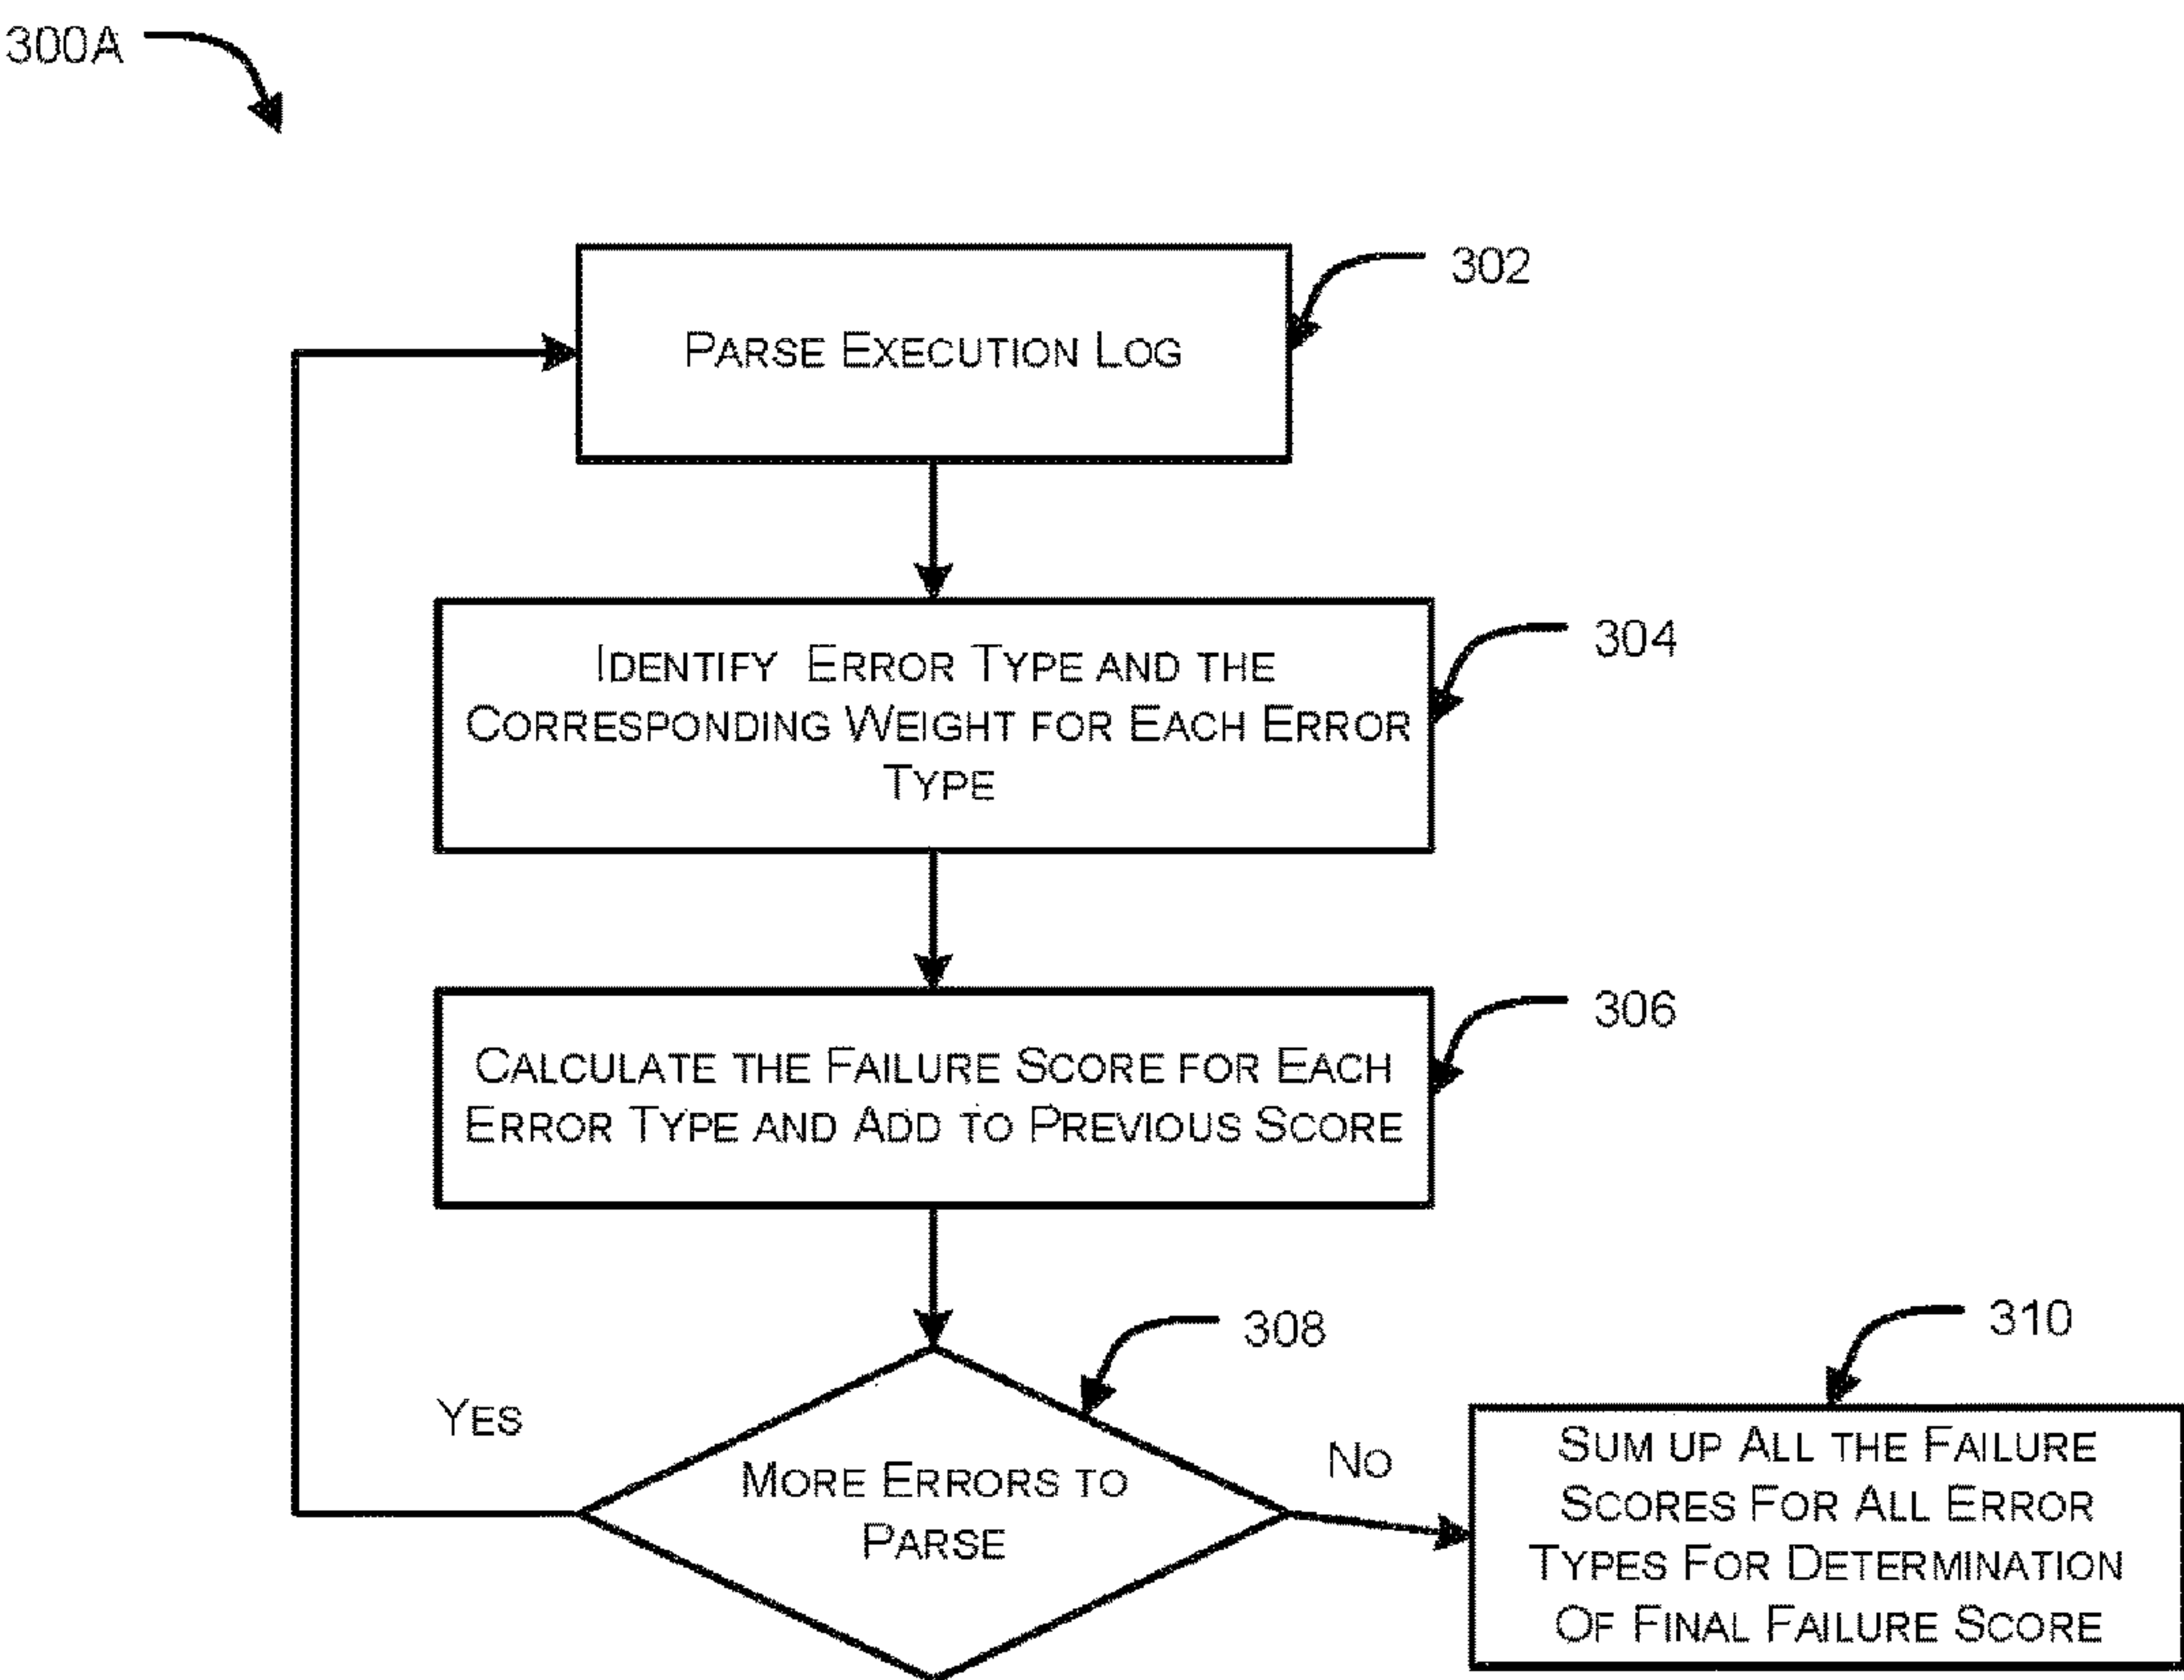 300A
302
PARSE EXECUTION LOG
304
IDENTIFY ERROR TYPE AND THE
CORRESPONDING WEIGHT FOR EACH ERROR
TYPE
306
CALCULATE THE FAILURE SCORE FOR EACH
ERROR TYPE AND ADD TO PREVIOUS SCORE
308
310
YES
MORE ERRORS TO
PARSE
NO
SUM UP ALL THE FAILURE
SCORES FOR ALL ERROR
TYPES FOR DETERMINATION
OF FINAL FAILURE SCORE